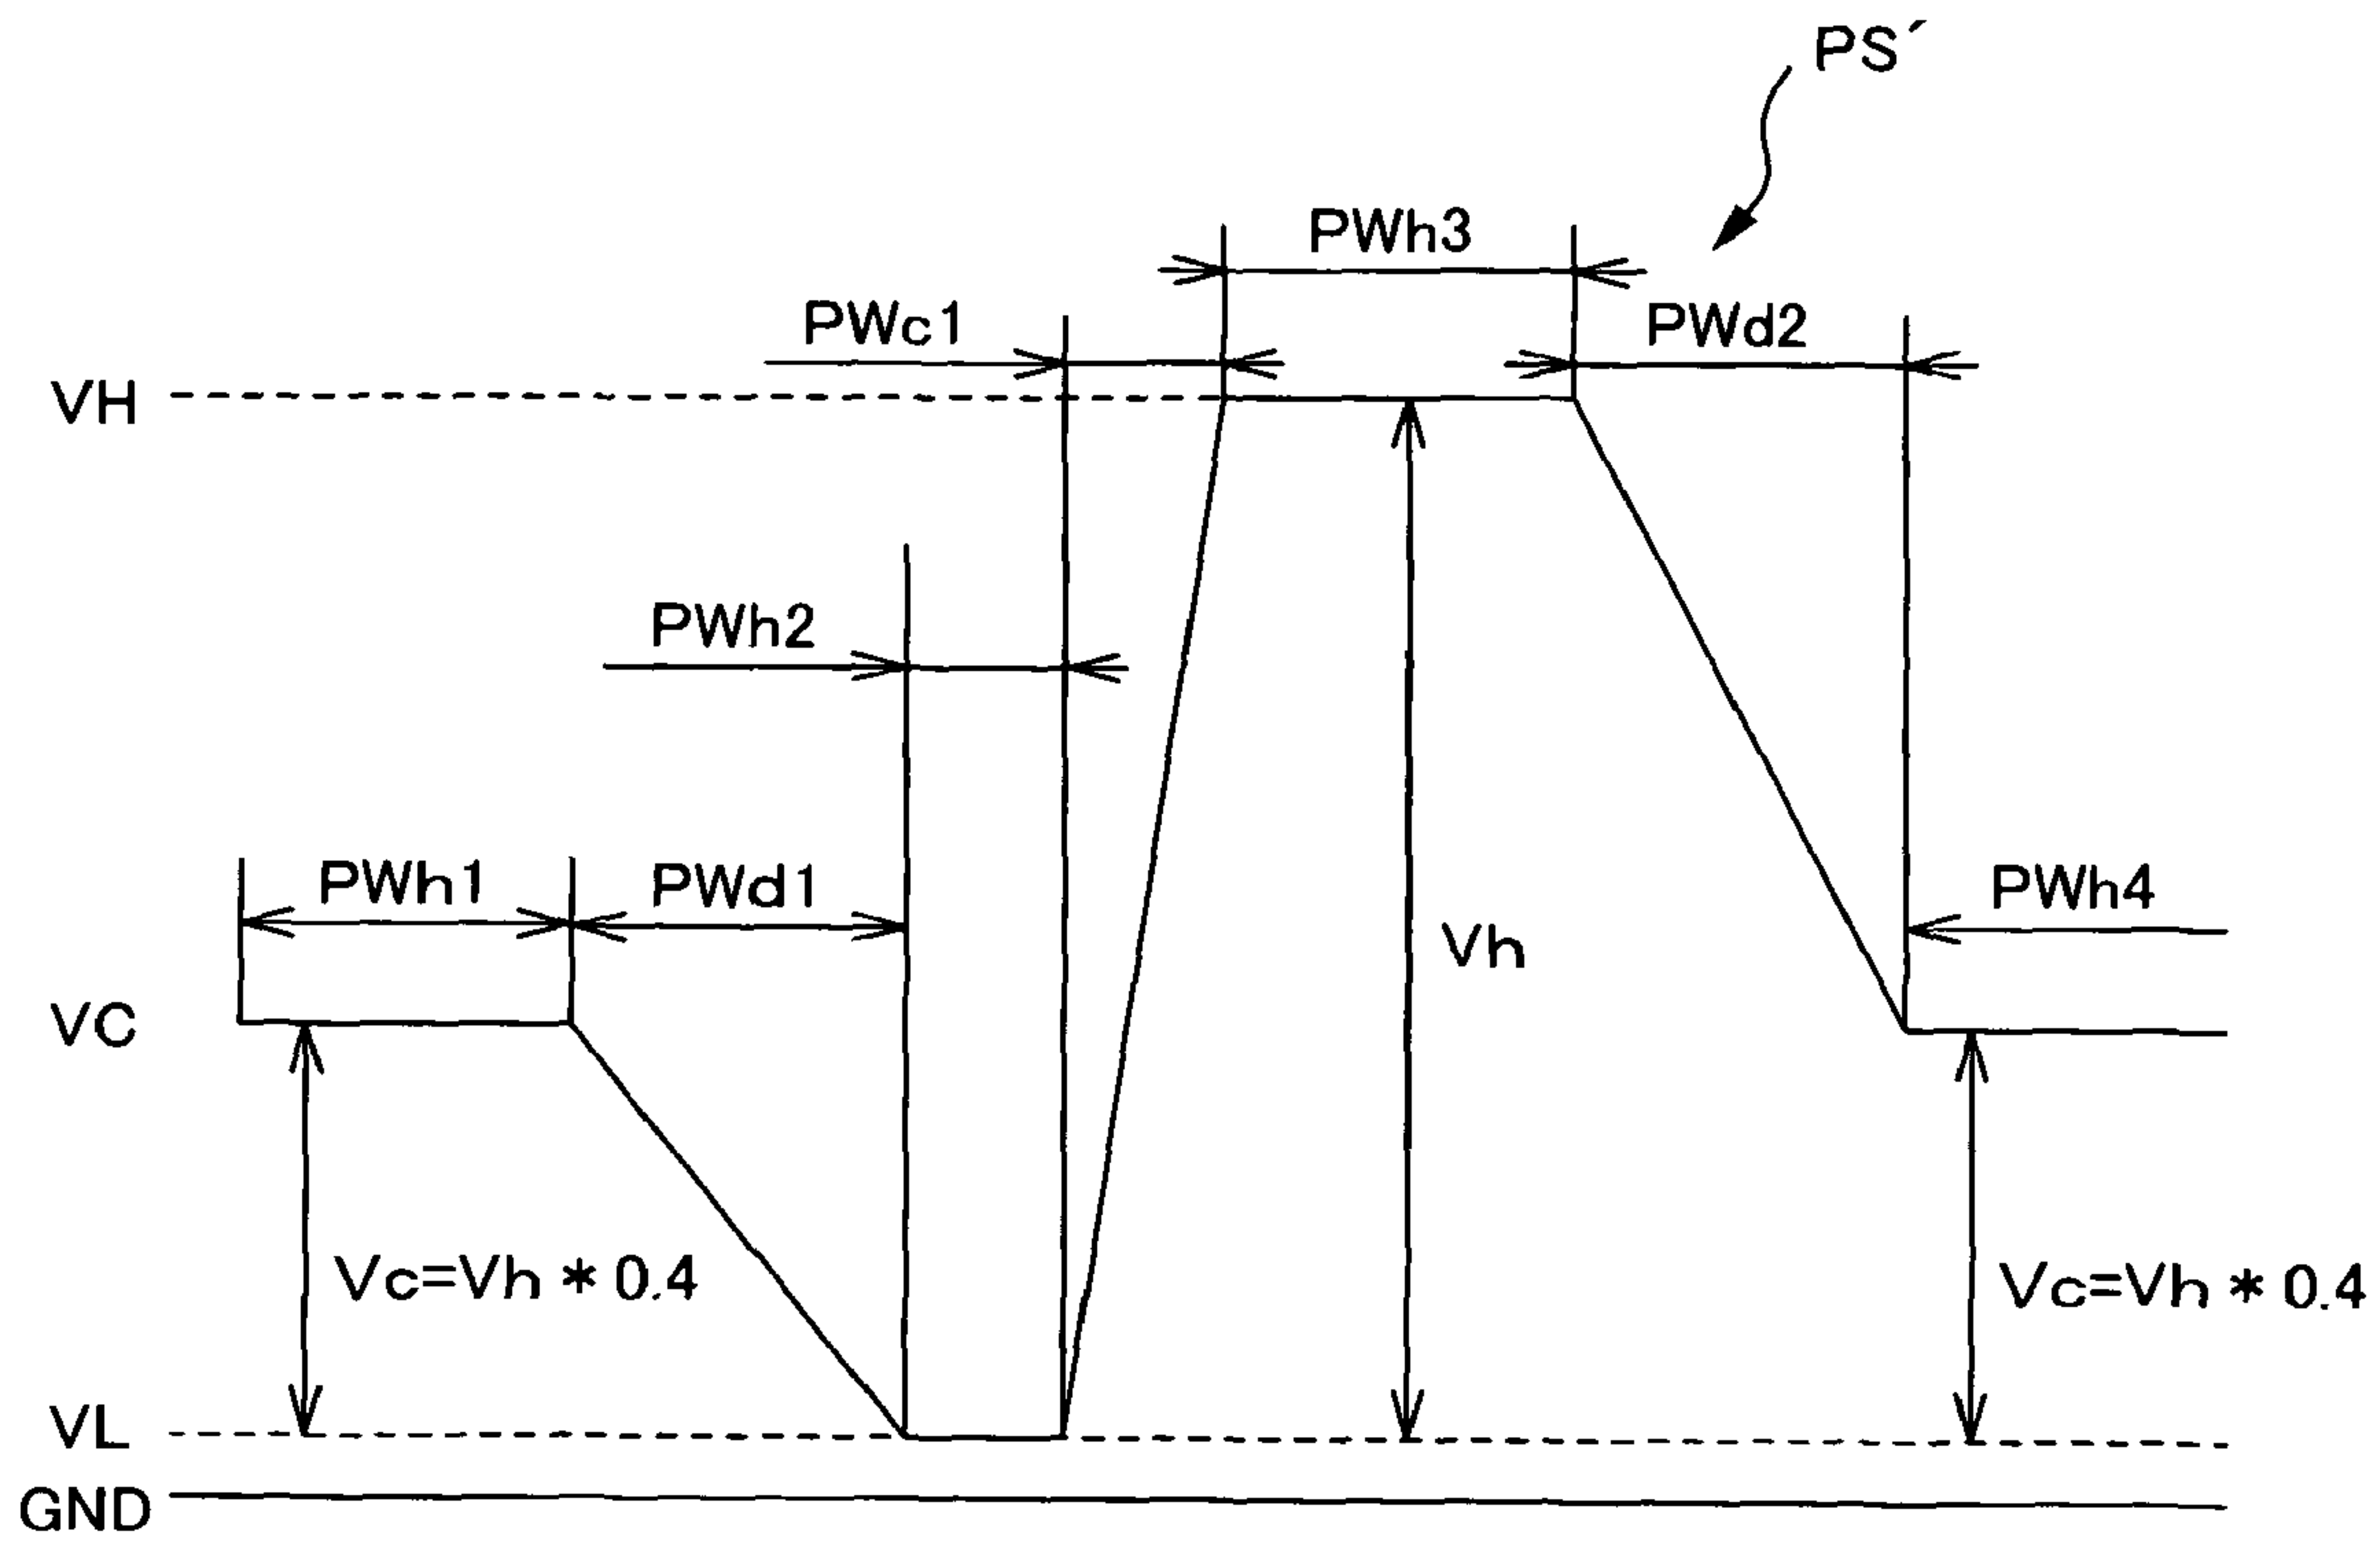 PS´
PWh3
PWc1
PWd2
VH
PWh2
PWh1
PWd1
PWh4
Vh
VC
Vc=Vh*0.4
Vc=Vh*0.4
VL
GND